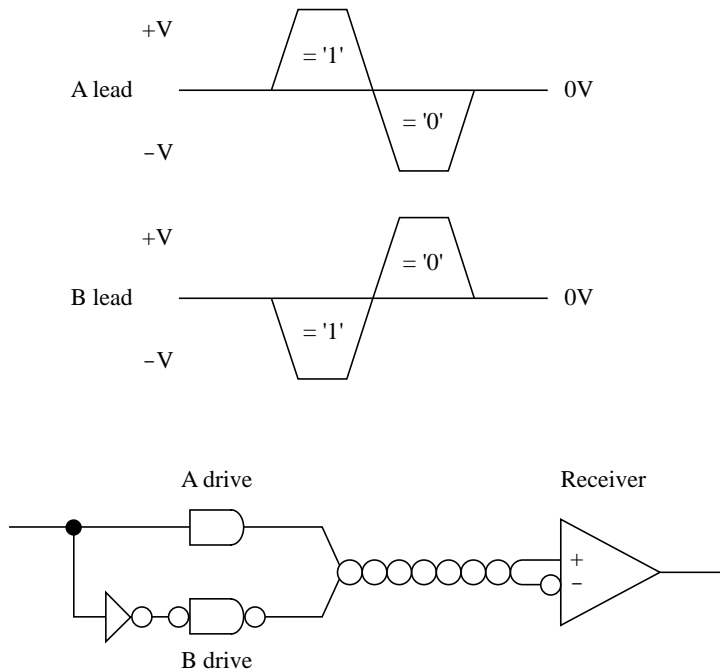 +V
= '1'
A lead
0V
= '0'
−V
+V
= '0'
B lead
0V
= '1'
−V
A drive
Receiver
+
−
B drive